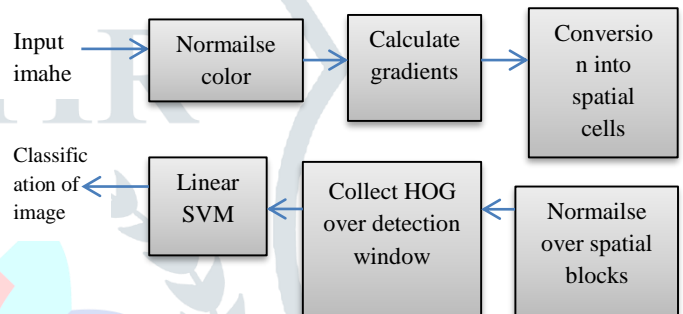 Input
imahe
Normailse
color
Calculate
gradients
Conversio
n into
spatial
cells
Classific
ation of
image
Linear
SVM
Collect HOG
over detection
window
Normailse
over spatial
blocks